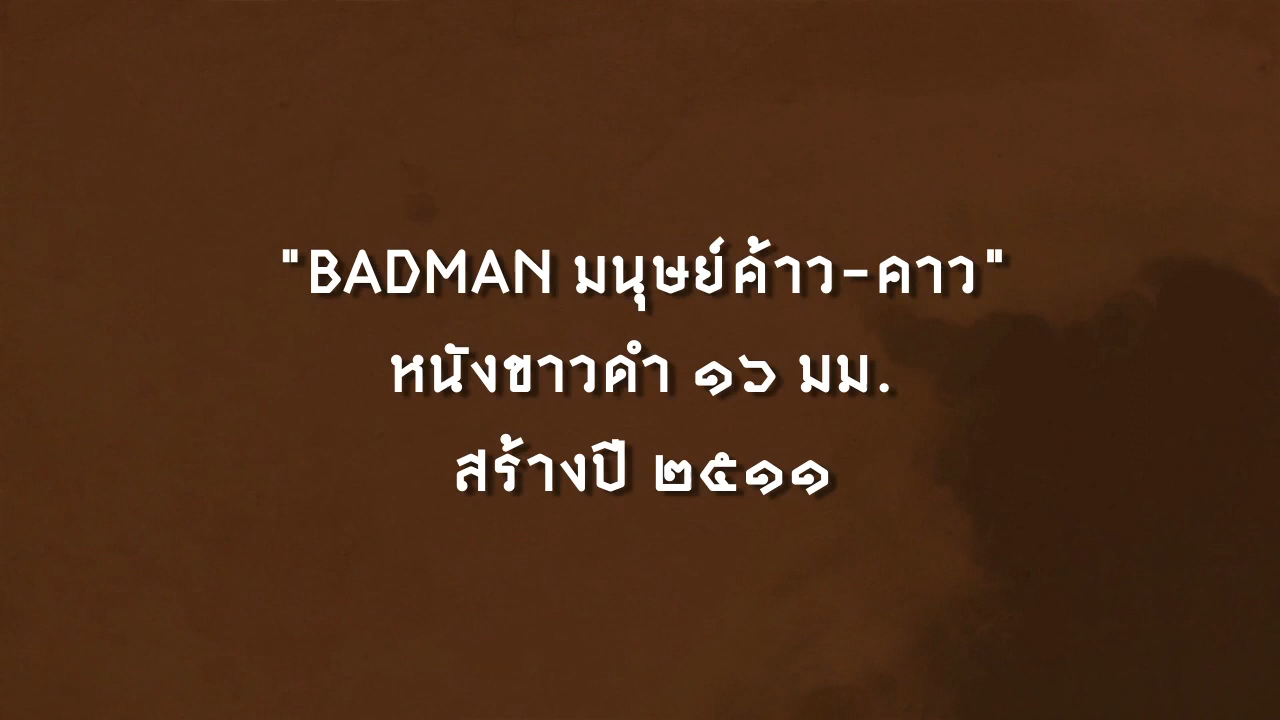 "BADMAN มนุษย์ค้าว-คาว"
หนังขาวคำ ๑๖ มม.
สร้างปี ๒๕๑๑